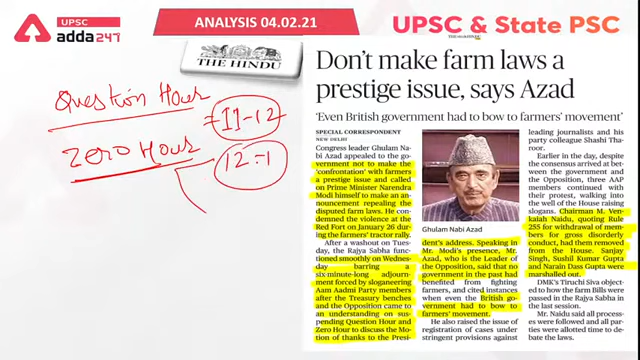 UPSC
adda247
ANALYSIS 04.02.21
UPSC & State PSC
THE HINDU
THE HINDU
Question Hour
= 11-12
Zero Hour
12-1
Don't make farm laws a
prestige issue, says Azad
'Even British government had to bow to farmers' movement'
SPECIAL CORRESPONDENT
NEW DELHI
Congress leader Ghulam Na-
bi Azad appealed to the go-
vernment not to make the
'confrontation' with farmers
a prestige issue and called
on Prime Minister Narendra
Modi himself to make an an-
nouncement repealing the
disputed farm laws. He con-
demned the violence at the
Red Fort on January 26 dur-
ing the farmers' tractor rally.
After a washout on Tues-
day, the Rajya Sabha func-
tioned smoothly on Wednes-
day barring a
six-minute-long adjourn-
ment forced by sloganeering
Aam Aadmi Party members
after the Treasury benches
and the Opposition came to
an understanding on sus-
pending Question Hour and
Zero Hour to discuss the Mo-
tion of thanks to the Presi-
Ghulam Nabi Azad
dent's address. Speaking in
Mr. Modi's presence, Mr.
Azad, who is the Leader of
the Opposition, said that no
government in the past had
benefited from fighting
farmers, and cited instances
when even the British go-
vernment had to bow to
farmers' movement.
He also raised the issue of
registration of cases under
stringent provisions against
leading journalists and his
party colleague Shashi Tha-
roor.
Earlier in the day, despite
the consensus arrived at bet-
ween the government and
the Opposition, three AAP
members continued with
their protest, walking into
the well of the House raising
slogans. Chairman M. Ven-
kaiah Naidu, quoting Rule
255 for withdrawal of mem-
bers for gross disorderly
conduct, had them removed
from the House. Sanjay
Singh, Sushil Kumar Gupta
and Narain Dass Gupta were
marshalled out.
DMK's Tiruchi Siva object-
ed to how the farm Bills were
passed in the Rajya Sabha in
the last session.
Mr. Naidu said all process-
es were followed and all par-
ties were allotted time to de-
bate the laws.